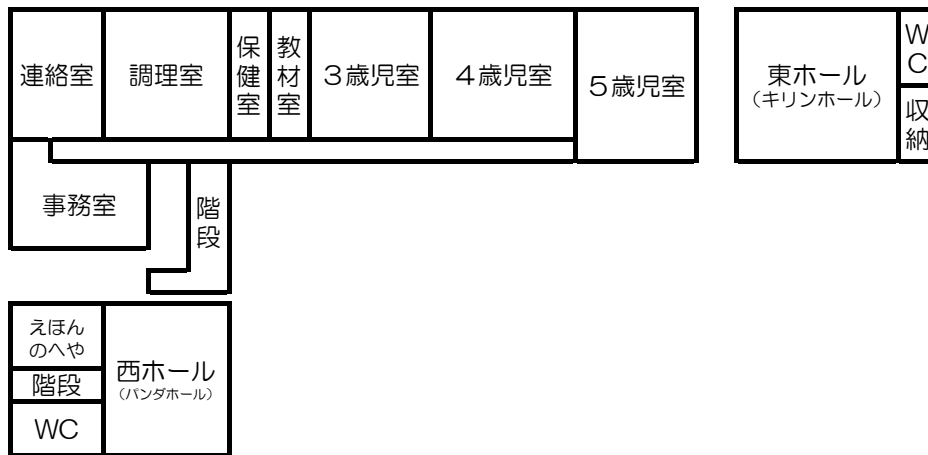 連絡室
調理室
保健室
教材室
３歳児室
４歳児室
５歳児室
東ホール
（キリンホール）
WC
収納
事務室
階段
えほん
のへや
階段
WC
西ホール
（パンダホール）